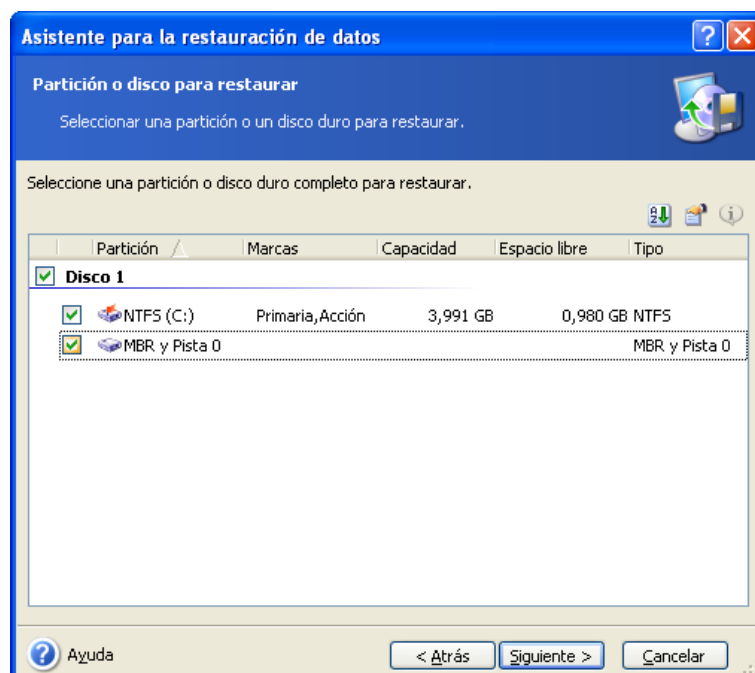 Asistente para la restauración de datos
Partición o disco para restaurar
Seleccionar una partición o un disco duro para restaurar.
Seleccione una partición o disco duro completo para restaurar.
Partición Marcas Capacidad Espacio libre Tipo
Disco 1
NTFS (C:) Primaria,Acción 3,991 GB 0,980 GB NTFS
MBR y Pista 0 MBR y Pista 0
Ayuda < Atrás Siguiente > Cancelar